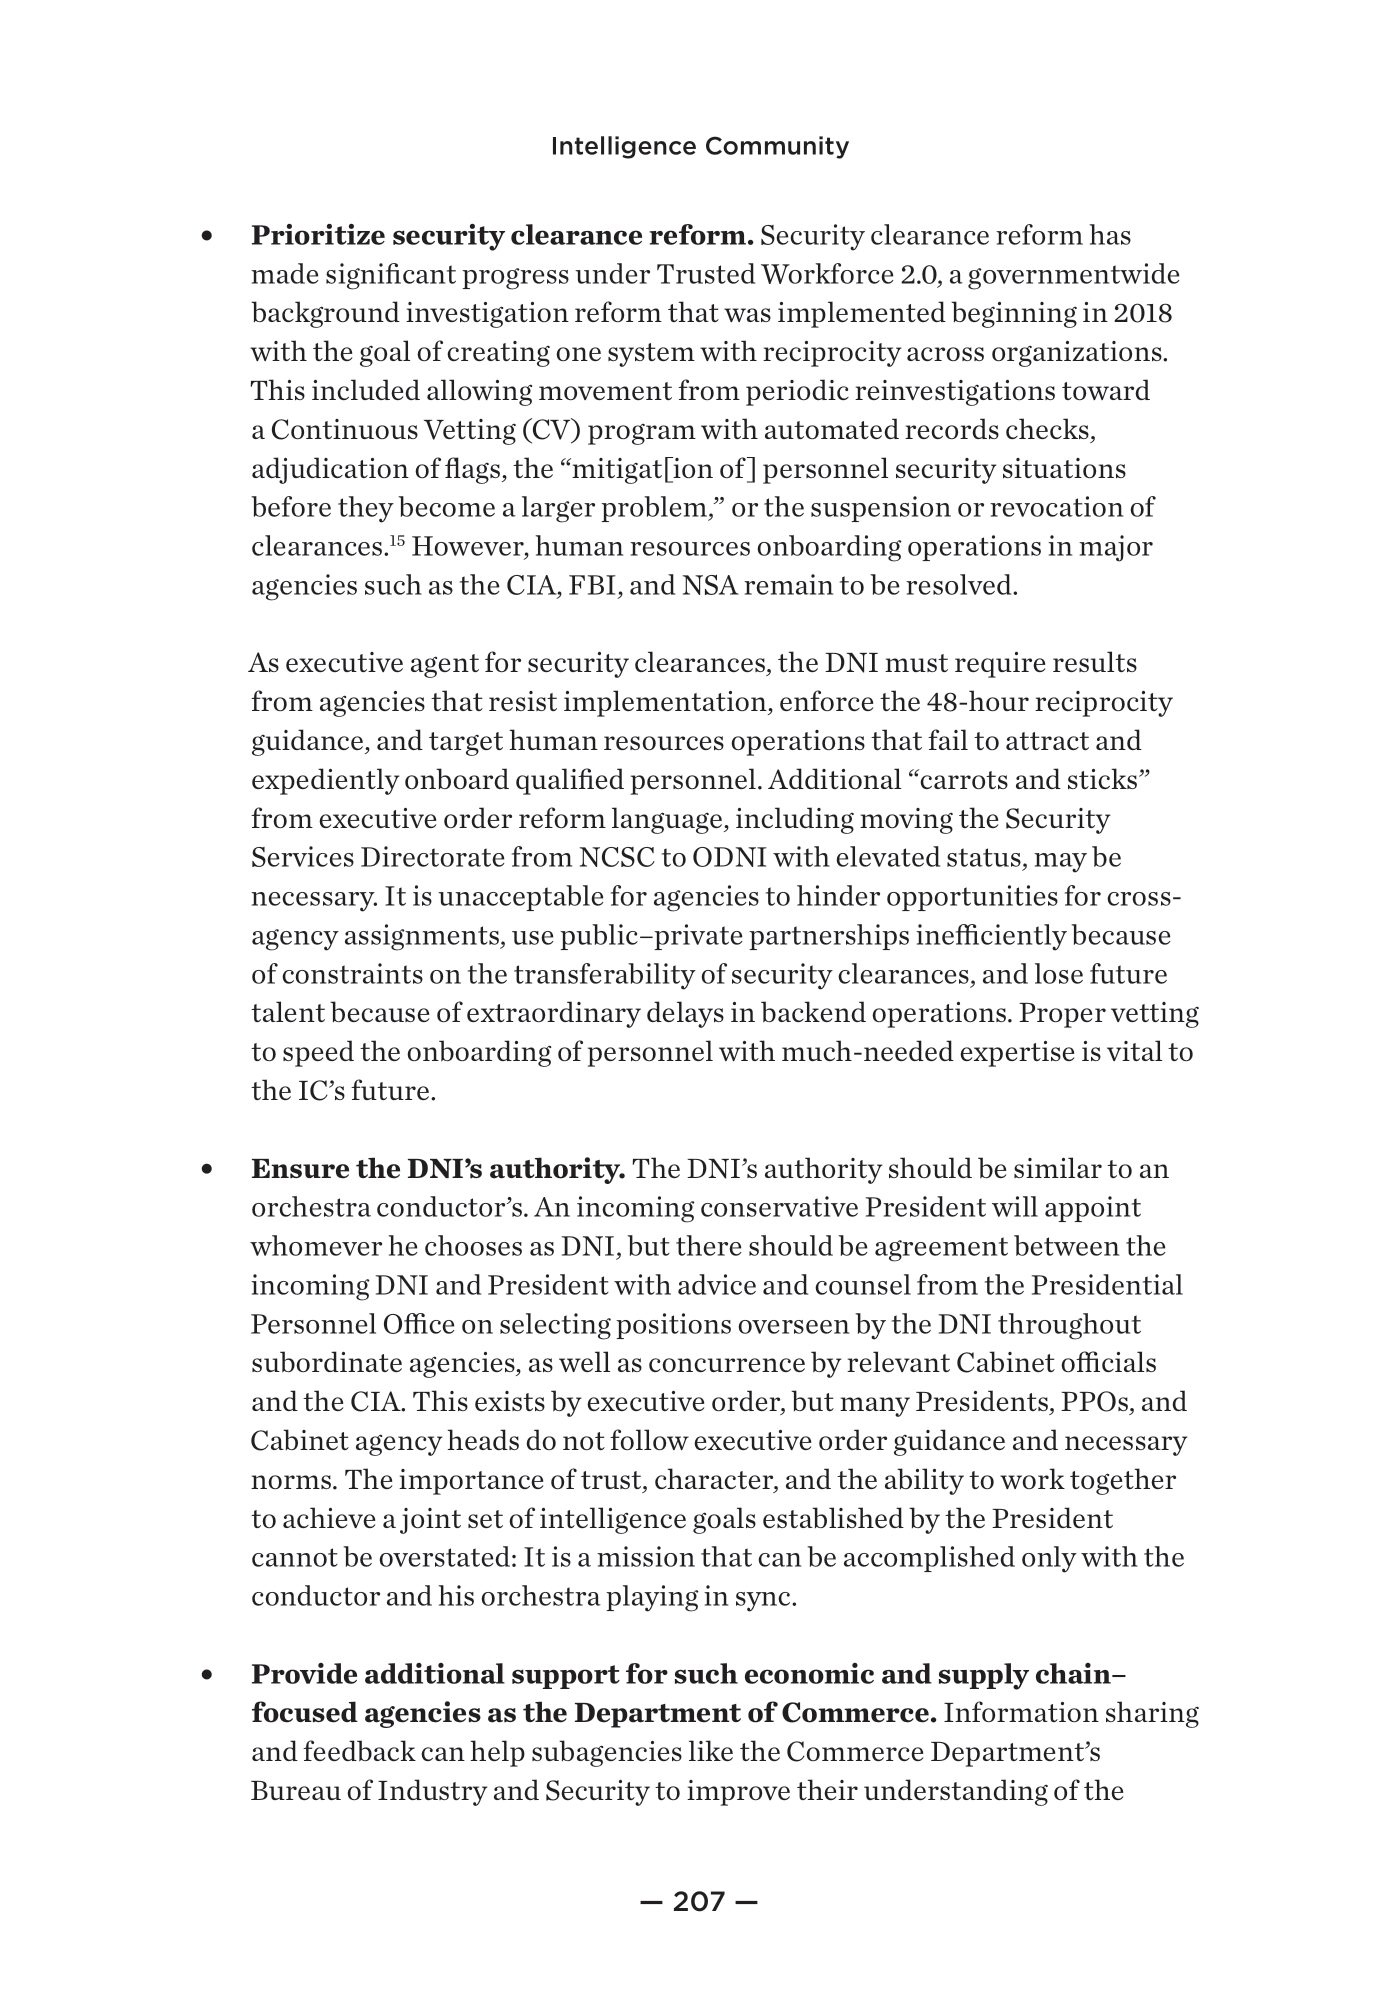 Intelligence Community
• Prioritize security clearance reform. Security clearance reform has
made significant progress under Trusted Workforce 2.0, a governmentwide
background investigation reform that was implemented beginning in 2018
with the goal of creating one system with reciprocity across organizations.
This included allowing movement from periodic reinvestigations toward
a Continuous Vetting (CV) program with automated records checks,
adjudication of flags, the “mitigat[ion of] personnel security situations
before they become a larger problem,” or the suspension or revocation of
clearances.15 However, human resources onboarding operations in major
agencies such as the CIA, FBI, and NSA remain to be resolved.
As executive agent for security clearances, the DNI must require results
from agencies that resist implementation, enforce the 48-hour reciprocity
guidance, and target human resources operations that fail to attract and
expediently onboard qualified personnel. Additional “carrots and sticks”
from executive order reform language, including moving the Security
Services Directorate from NCSC to ODNI with elevated status, may be
necessary. It is unacceptable for agencies to hinder opportunities for cross-
agency assignments, use public–private partnerships inefficiently because
of constraints on the transferability of security clearances, and lose future
talent because of extraordinary delays in backend operations. Proper vetting
to speed the onboarding of personnel with much-needed expertise is vital to
the IC’s future.
• Ensure the DNI’s authority. The DNI’s authority should be similar to an
orchestra conductor’s. An incoming conservative President will appoint
whomever he chooses as DNI, but there should be agreement between the
incoming DNI and President with advice and counsel from the Presidential
Personnel Office on selecting positions overseen by the DNI throughout
subordinate agencies, as well as concurrence by relevant Cabinet officials
and the CIA. This exists by executive order, but many Presidents, PPOs, and
Cabinet agency heads do not follow executive order guidance and necessary
norms. The importance of trust, character, and the ability to work together
to achieve a joint set of intelligence goals established by the President
cannot be overstated: It is a mission that can be accomplished only with the
conductor and his orchestra playing in sync.
• Provide additional support for such economic and supply chain–
focused agencies as the Department of Commerce. Information sharing
and feedback can help subagencies like the Commerce Department’s
Bureau of Industry and Security to improve their understanding of the
— 207 —